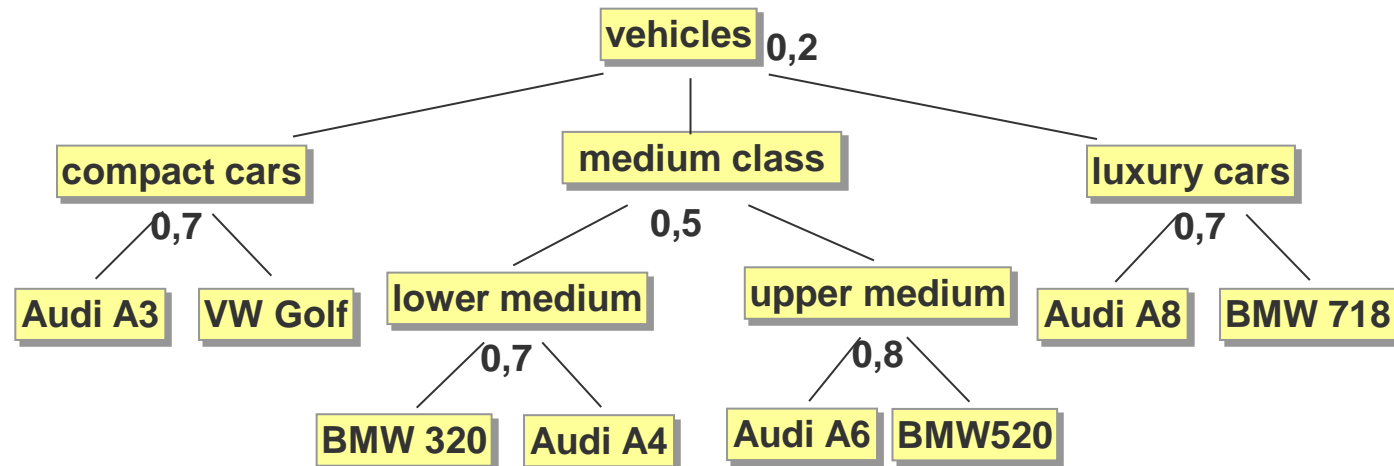 vehicles
0,2
compact cars
medium class
luxury cars
0,7
0,5
0,7
Audi A3
VW Golf
lower medium
upper medium
Audi A8
BMW 718
0,7
0,8
BMW 320
Audi A4
Audi A6
BMW520